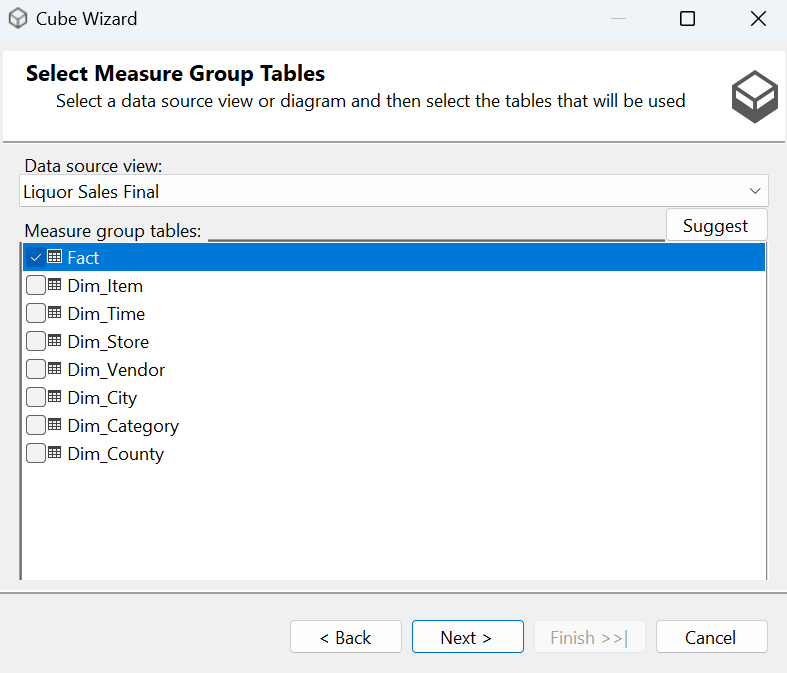 Cube Wizard
Select Measure Group Tables
Select a data source view or diagram and then select the tables that will be used
Data source view:
Liquor Sales Final
Measure group tables:
Suggest
Fact
Dim_Item
Dim_Time
Dim_Store
Dim_Vendor
Dim_City
Dim_Category
Dim_County
< Back
Next >
Finish >>|
Cancel